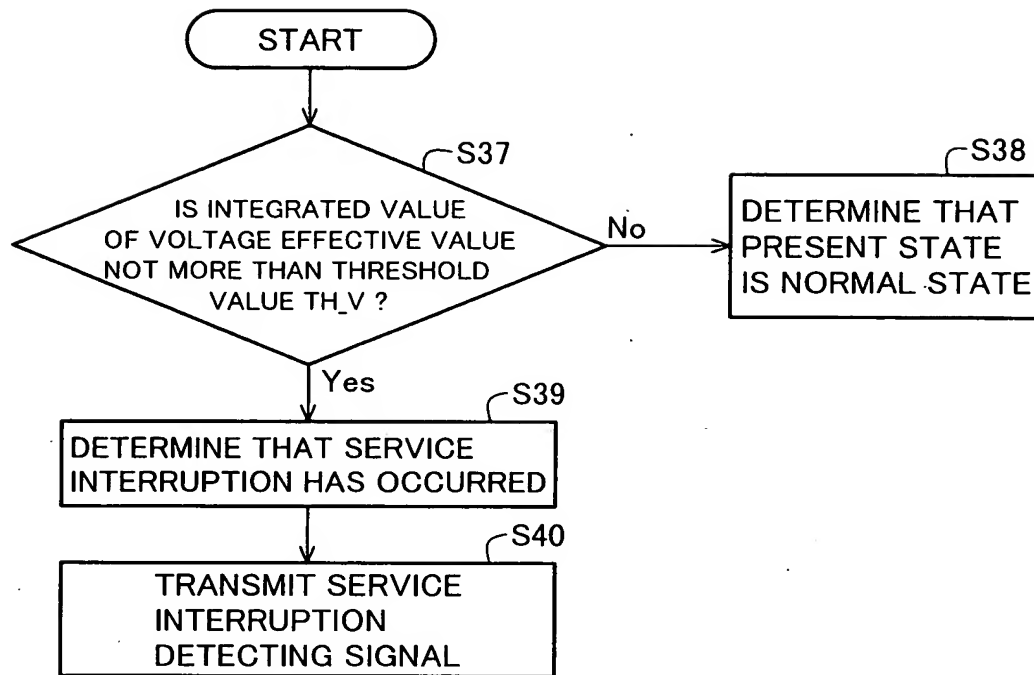 START
S37
IS INTEGRATED VALUE
OF VOLTAGE EFFECTIVE VALUE
NOT MORE THAN THRESHOLD
VALUE TH_V ?
No
S38
DETERMINE THAT
PRESENT STATE
IS NORMAL STATE
Yes
S39
DETERMINE THAT SERVICE
INTERRUPTION HAS OCCURRED
S40
TRANSMIT SERVICE
INTERRUPTION
DETECTING SIGNAL